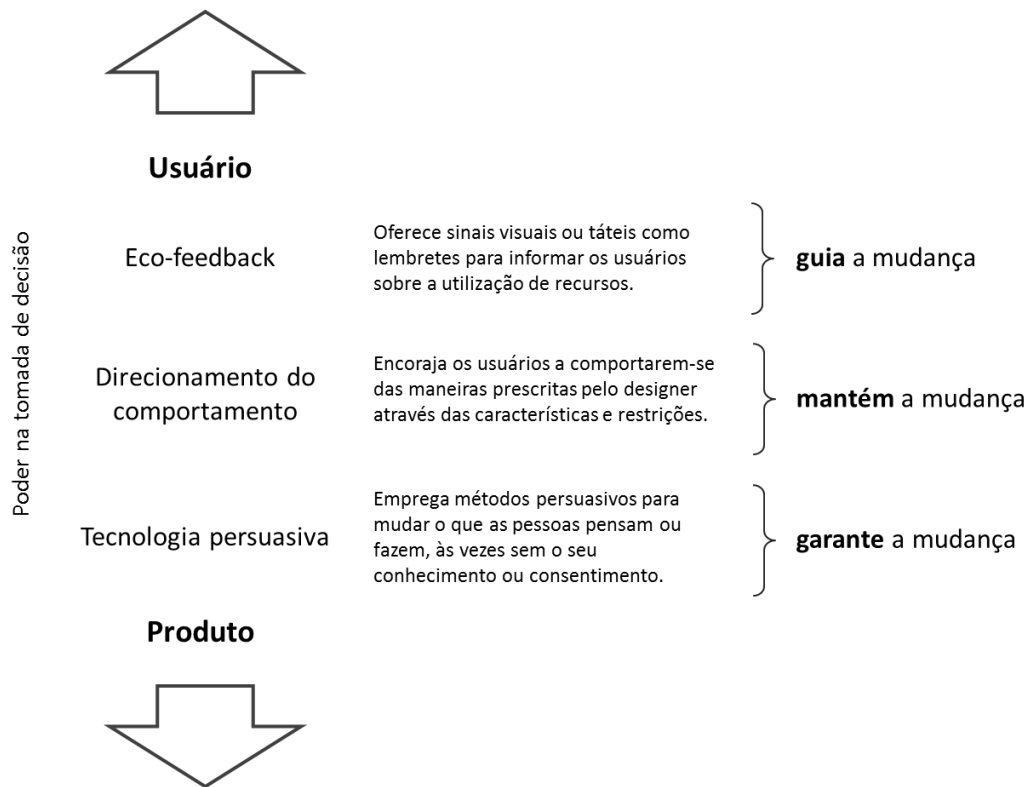 Usuário
Poder na tomada de decisão
Eco-feedback
Oferece sinais visuais ou táteis como
lembretes para informar os usuários
sobre a utilização de recursos.
guia a mudança
Direcionamento do
comportamento
Encoraja os usuários a comportarem-se
das maneiras prescritas pelo designer
através das características e restrições.
mantém a mudança
Tecnologia persuasiva
Emprega métodos persuasivos para
mudar o que as pessoas pensam ou
fazem, às vezes sem o seu
conhecimento ou consentimento.
garante a mudança
Produto